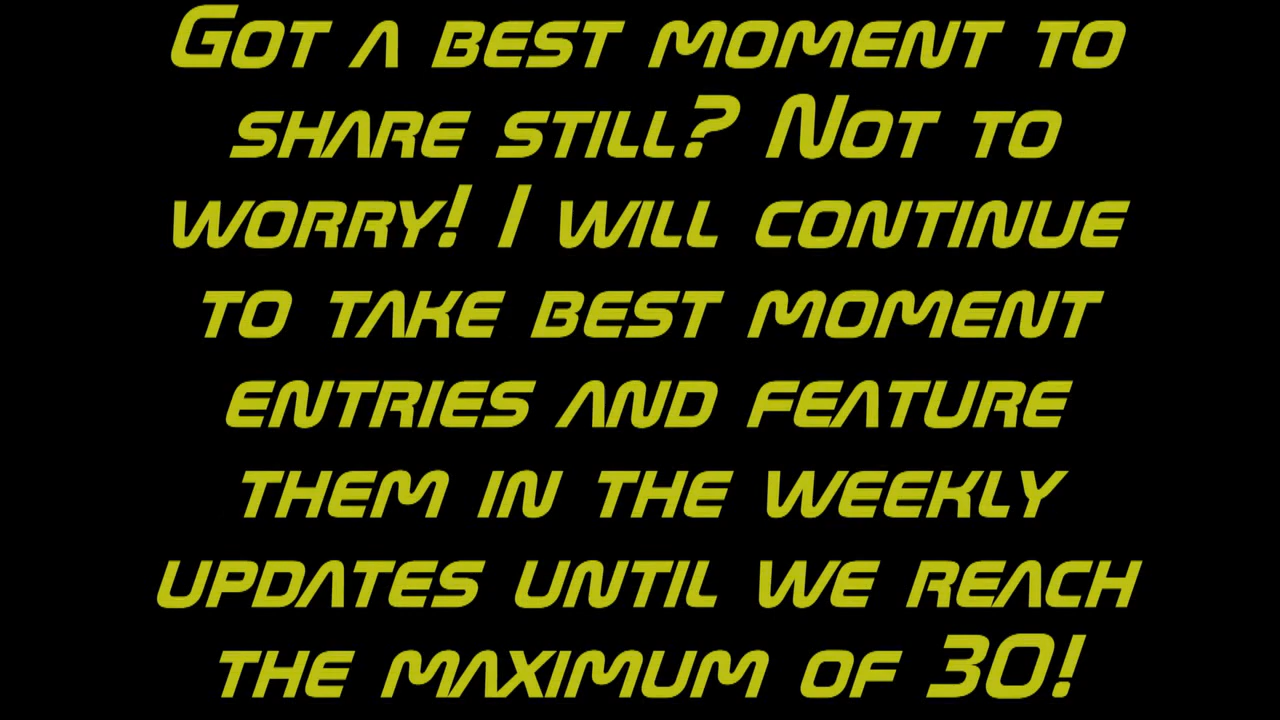 Got a best moment to
share still? Not to
worry! I will continue
to take best moment
entries and feature
them in the weekly
updates until we reach
the maximum of 30!